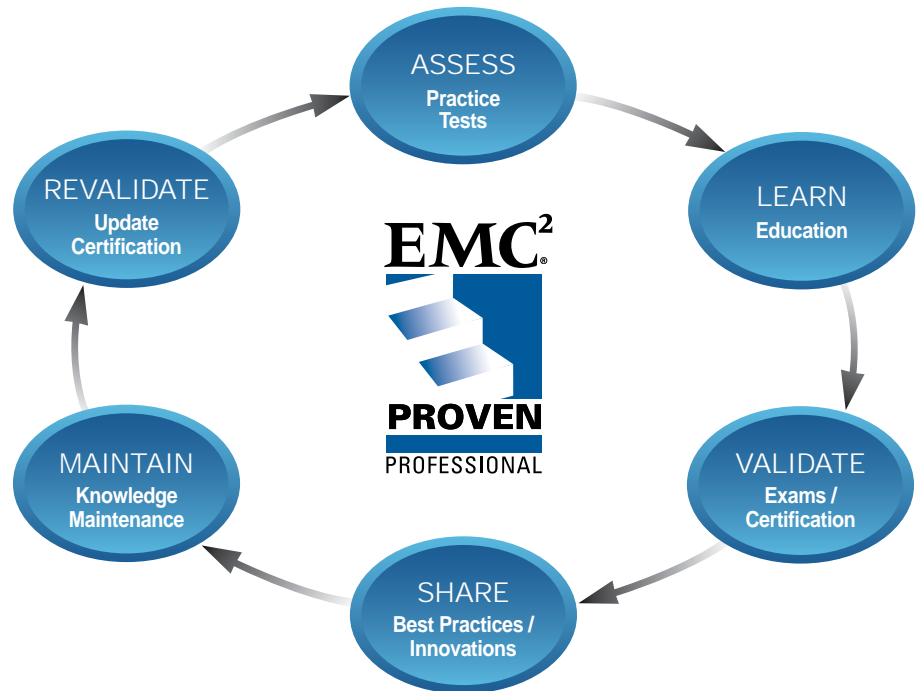 ASSESS
Practice
Tests
LEARN
Education
VALIDATE
Exams /
Certification
SHARE
Best Practices /
Innovations
MAINTAIN
Knowledge
Maintenance
REVALIDATE
Update
Certification
EMC²®
PROVEN
PROFESSIONAL